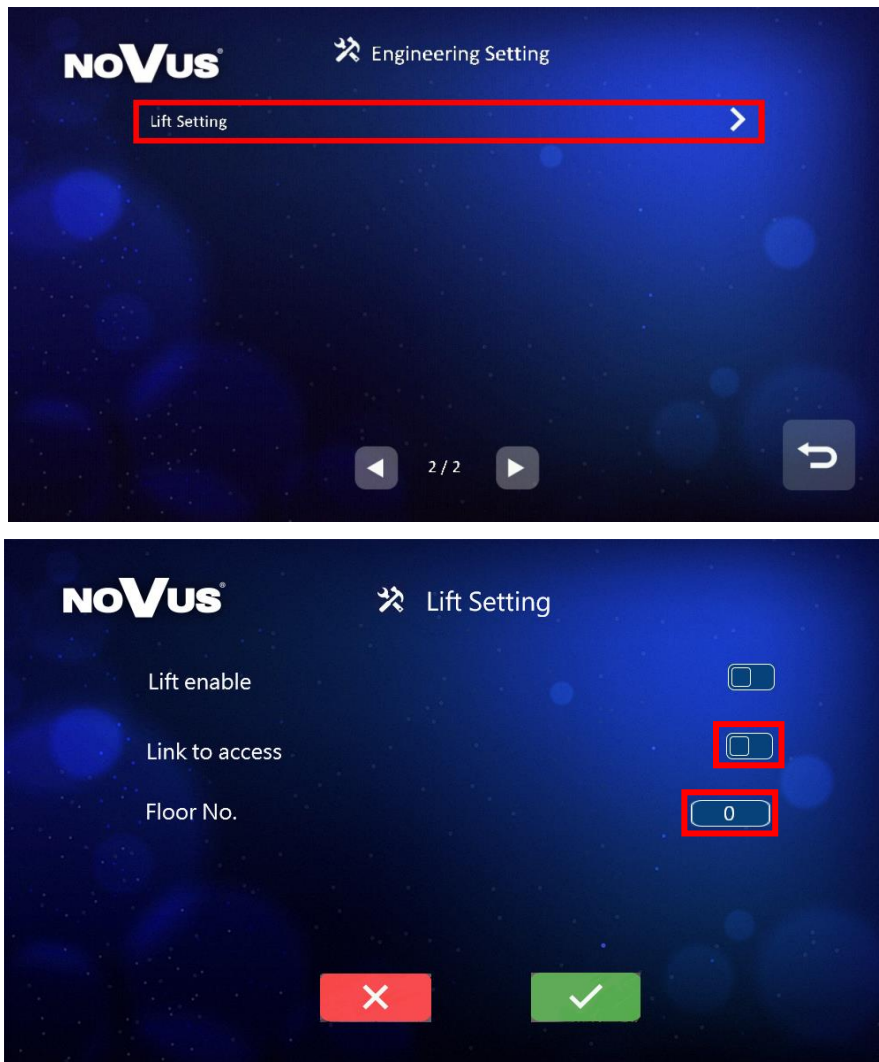 NOVUS
Engineering Setting
Lift Setting
2 / 2
NOVUS
Lift Setting
Lift enable
Link to access
Floor No.
0